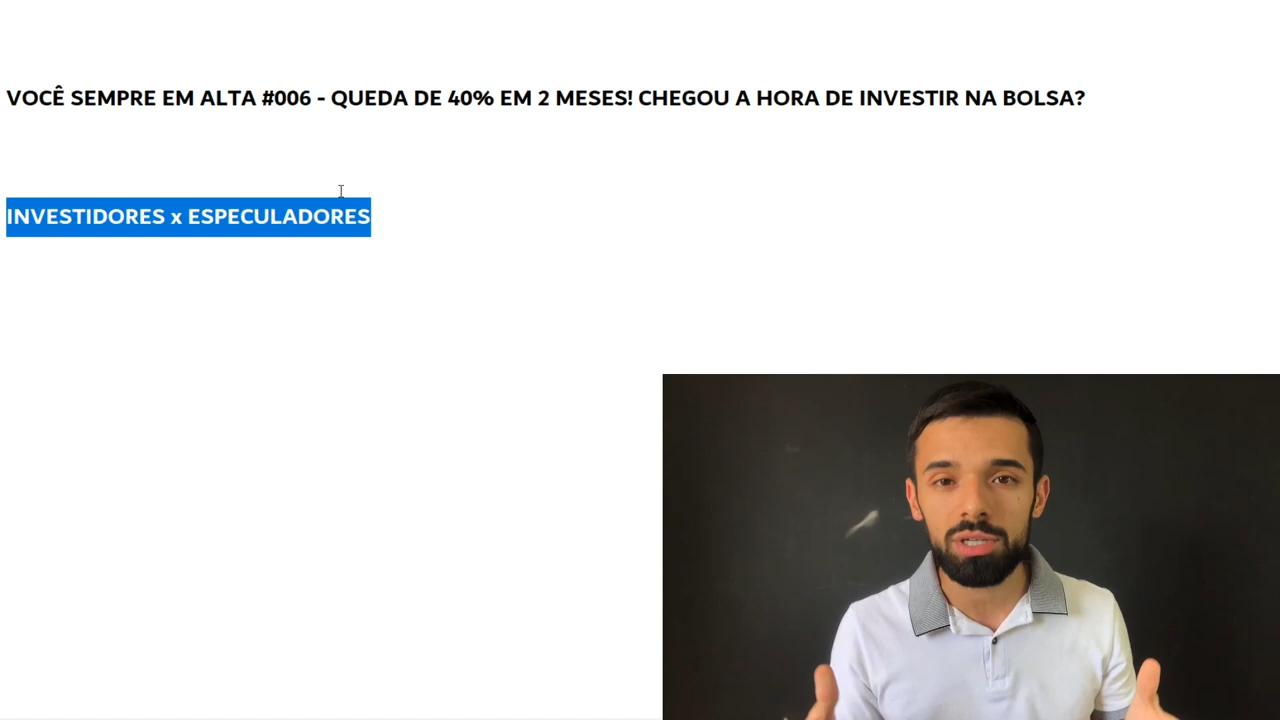 VOCÊ SEMPRE EM ALTA #006 - QUEDA DE 40% EM 2 MESES! CHEGOU A HORA DE INVESTIR NA BOLSA?
INVESTIDORES x ESPECULADORES